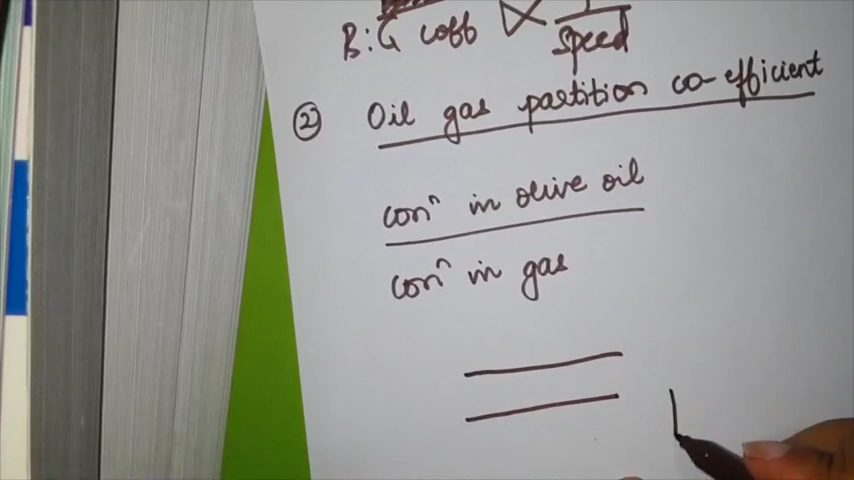 B:G coff ∝ 1
speed
② Oil gas partition co-efficient
conⁿ in olive oil
conⁿ in gas